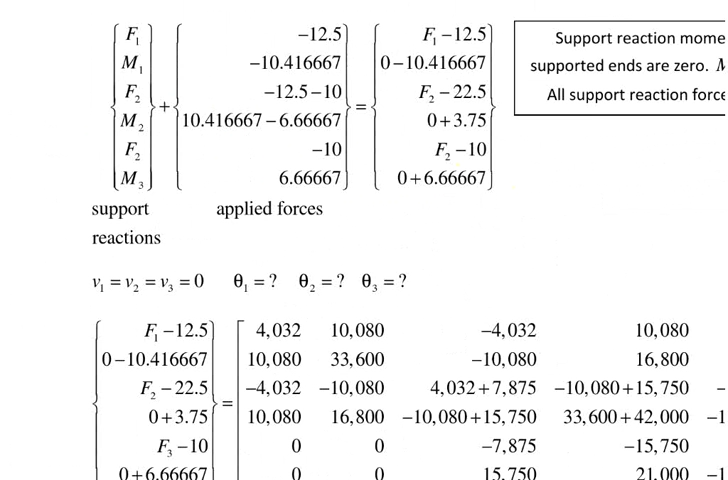 F₁ −12.5 F₁ −12.5
M₁ −10.416667 0−10.416667
F₂ −12.5−10 F₂ −22.5
+ =
M₂ 10.416667−6.66667 0+3.75
F₂ −10 F₂ −10
M₃ 6.66667 0+6.66667
Support reaction mome
supported ends are zero. M
All support reaction force
support applied forces
reactions
v₁ = v₂ = v₃ = 0 θ₁ = ? θ₂ = ? θ₃ = ?
F₁ −12.5 4,032 10,080 −4,032 10,080
0−10.416667 10,080 33,600 −10,080 16,800
F₂ −22.5 −4,032 −10,080 4,032+7,875 −10,080+15,750 −
=
0+3.75 10,080 16,800 −10,080+15,750 33,600+42,000 −1
F₃ −10 0 0 −7,875 −15,750
0+6.66667 0 0 15,750 21,000 −1